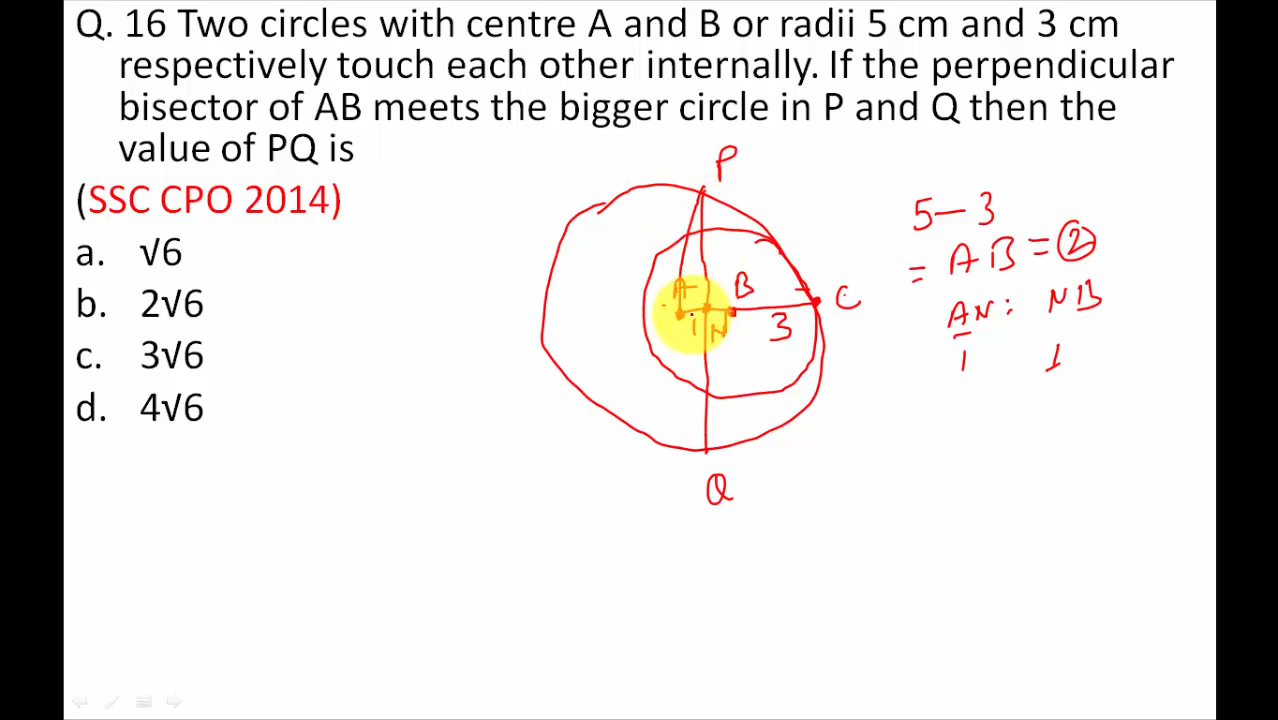 Q. 16 Two circles with centre A and B or radii 5 cm and 3 cm
respectively touch each other internally. If the perpendicular
bisector of AB meets the bigger circle in P and Q then the
value of PQ is
(SSC CPO 2014)
a. √6
b. 2√6
c. 3√6
d. 4√6
P
A
B
C
1
N
3
Q
5 — 3
= AB = 2
AN : NB
1 1